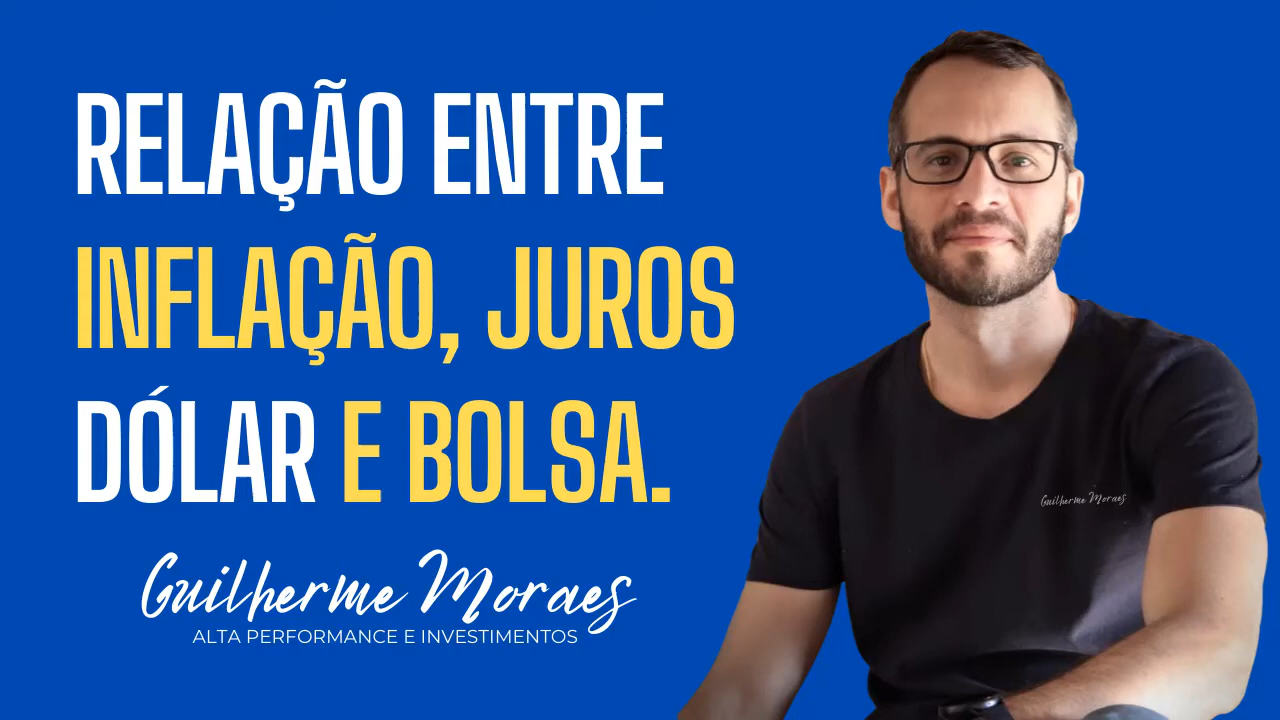 RELAÇÃO ENTRE
INFLAÇÃO, JUROS
DÓLAR E BOLSA.
Guilherme Moraes
ALTA PERFORMANCE E INVESTIMENTOS
Guilherme Moraes